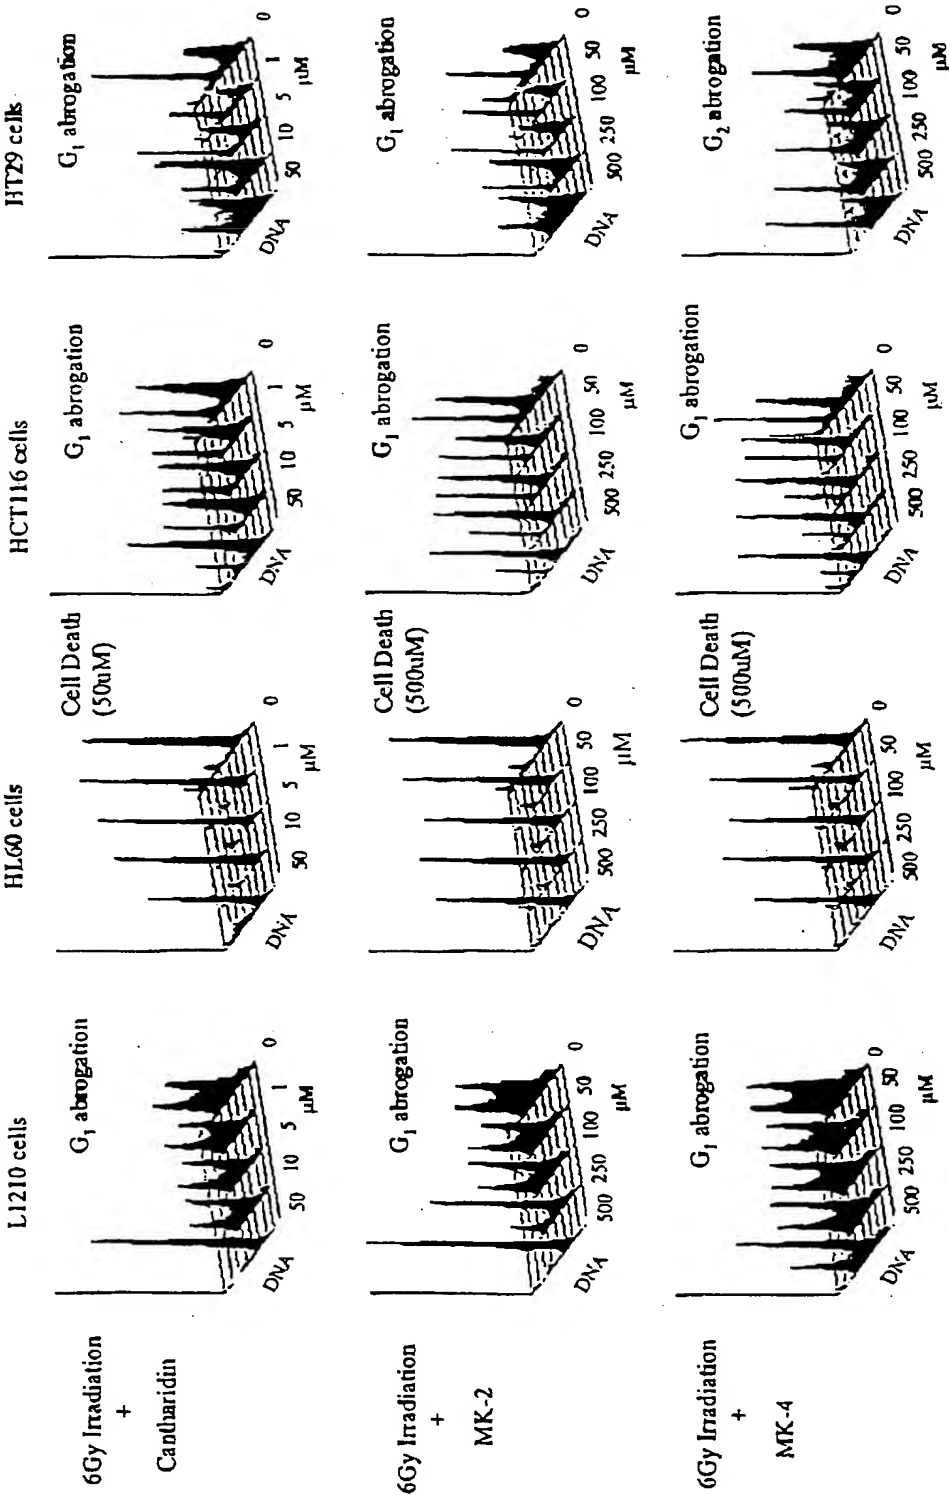 L1210 cells
HL60 cells
HCT116 cells
HT29 cells
6Gy Irradiation
+
Cantharidin
G1 abrogation
0
1
5
10
50
µM
DNA
Cell Death
(50uM)
0
1
5
10
50
µM
DNA
G1 abrogation
0
1
5
10
50
µM
DNA
G1 abrogation
0
1
5
10
50
µM
DNA
6Gy Irradiation
+
MK-2
G1 abrogation
0
50
100
250
500
µM
DNA
Cell Death
(500uM)
0
50
100
250
500
µM
DNA
G1 abrogation
0
50
100
250
500
µM
DNA
G1 abrogation
0
50
100
250
500
µM
DNA
6Gy Irradiation
+
MK-4
G1 abrogation
0
50
100
250
500
µM
DNA
Cell Death
(500uM)
0
50
100
250
500
µM
DNA
G1 abrogation
0
50
100
250
500
µM
DNA
G2 abrogation
0
50
100
250
500
µM
DNA